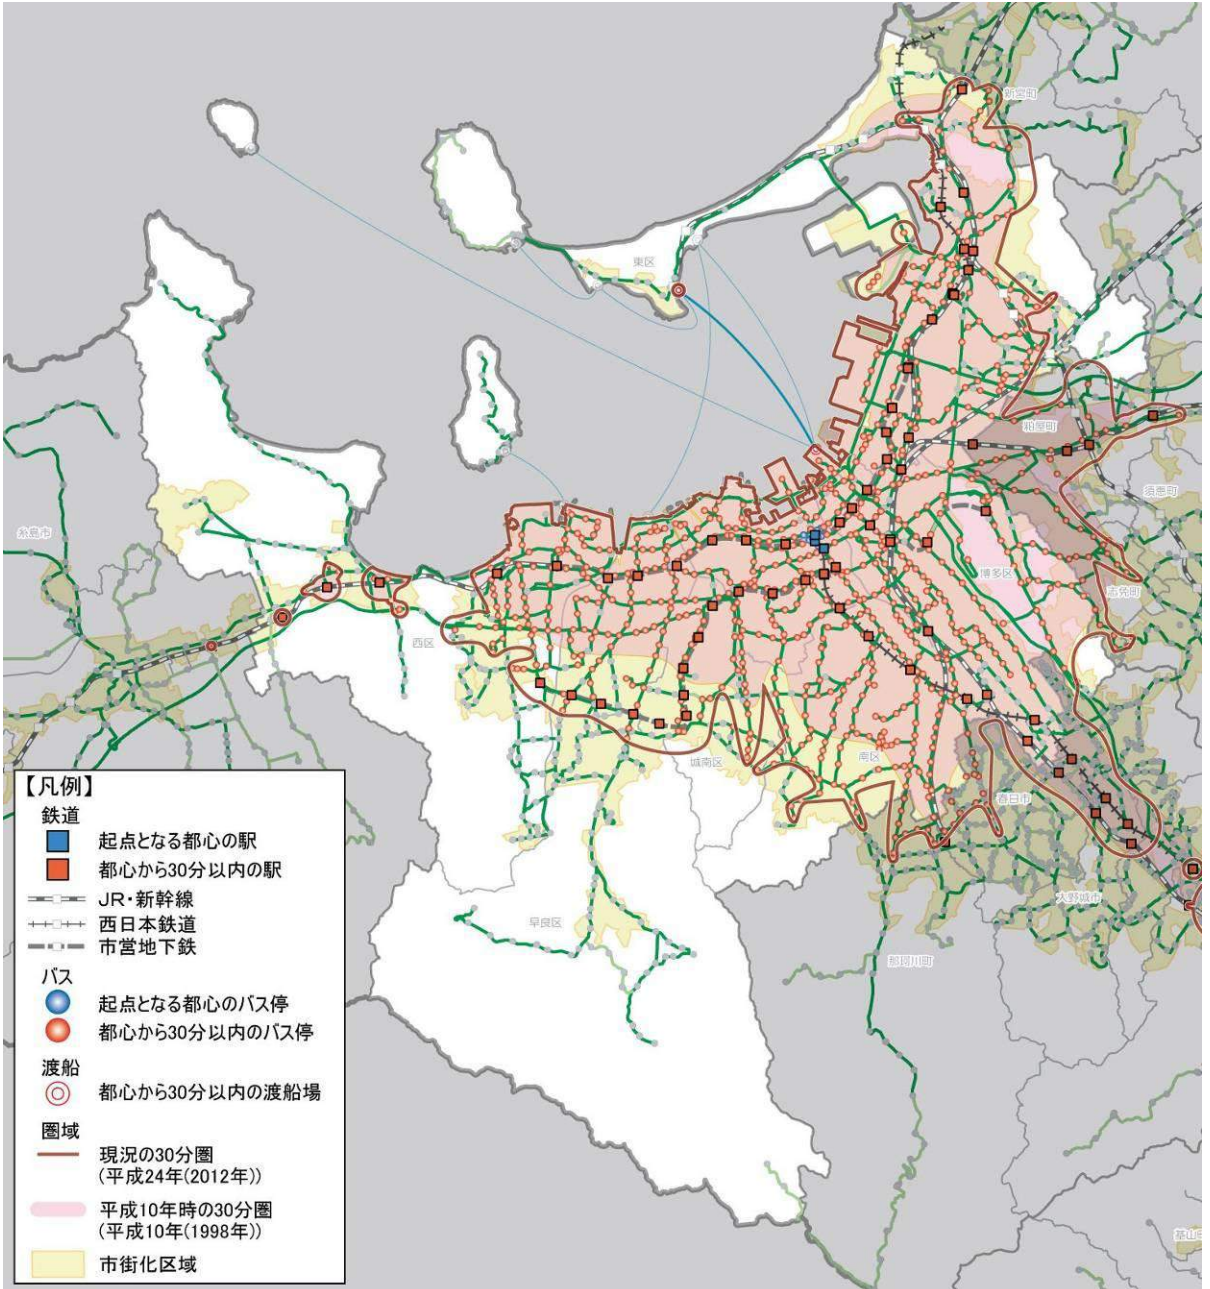 新宮町
東区
粕屋町
須恵町
糸島市
博多区
志免町
西区
城南区
南区
春日市
大野城市
早良区
那珂川町
【凡例】
鉄道
起点となる都心の駅
都心から30分以内の駅
JR・新幹線
西日本鉄道
市営地下鉄
バス
起点となる都心のバス停
都心から30分以内のバス停
渡船
都心から30分以内の渡船場
圏域
現況の30分圏
(平成24年(2012年))
平成10年時の30分圏
(平成10年(1998年))
市街化区域